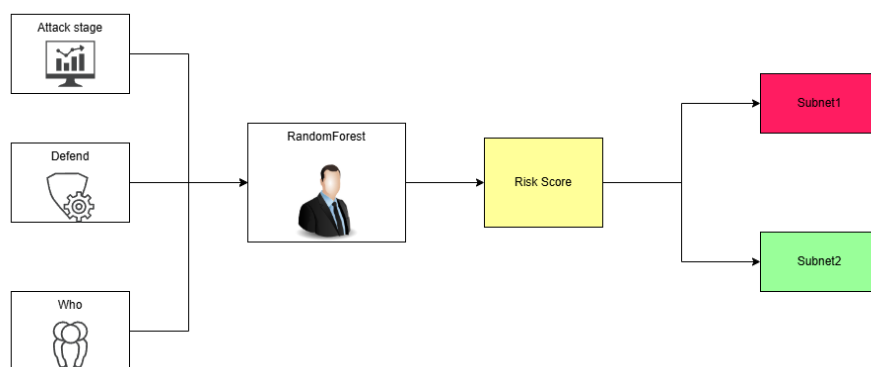 Attack stage
Defend
Who
RandomForest
Risk Score
Subnet1
Subnet2